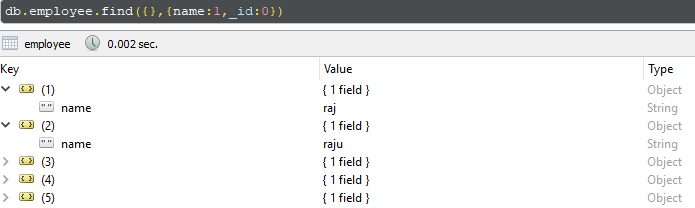 db.employee.find({},{name:1,_id:0})
employee 0.002 sec.
Key Value Type
(1) { 1 field } Object
" " name raj String
(2) { 1 field } Object
" " name raju String
(3) { 1 field } Object
(4) { 1 field } Object
(5) { 1 field } Object